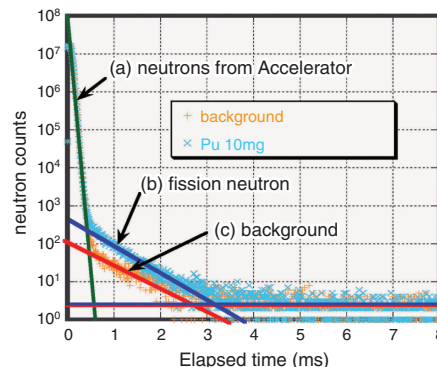 10⁸
10⁷
10⁶
10⁵
10⁴
10³
10²
10¹
10⁰
neutron counts
(a) neutrons from Accelerator
+ background
× Pu 10mg
(b) fission neutron
(c) background
0 1 2 3 4 5 6 7 8
Elapsed time (ms)